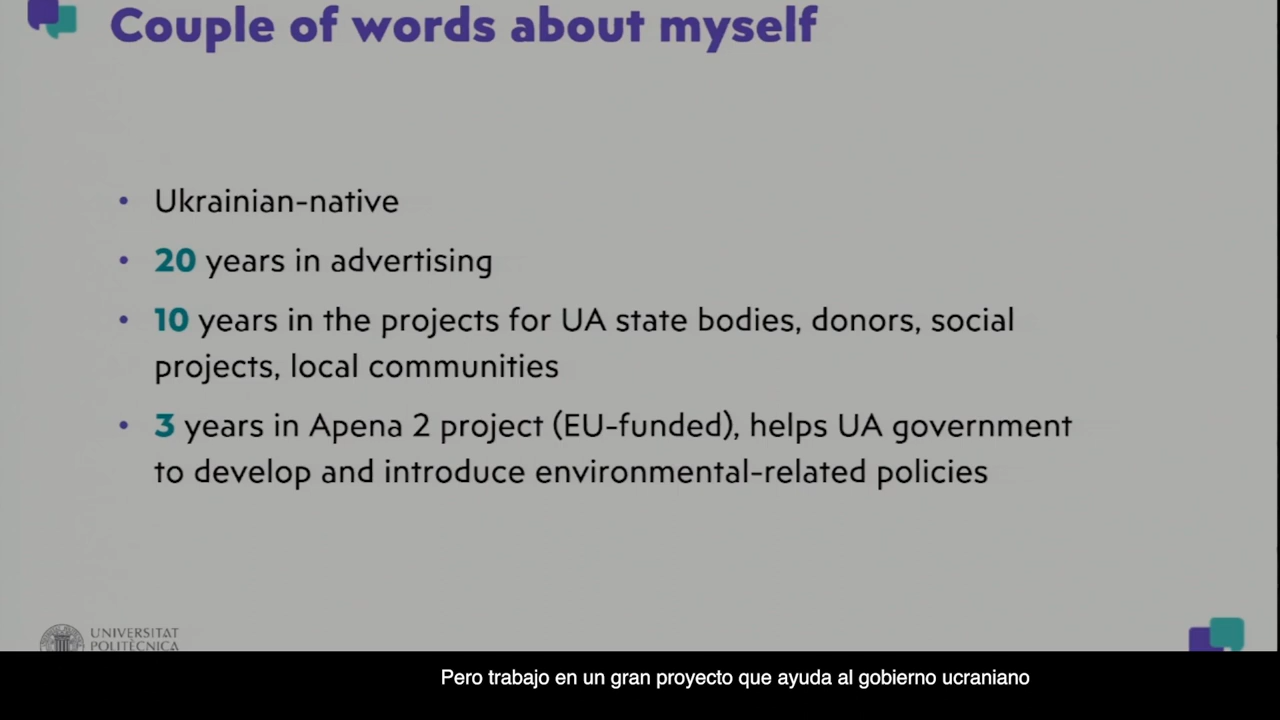 Couple of words about myself
• Ukrainian-native
• 20 years in advertising
• 10 years in the projects for UA state bodies, donors, social
projects, local communities
• 3 years in Apena 2 project (EU-funded), helps UA government
to develop and introduce environmental-related policies
UNIVERSITAT
POLITÈCNICA
Pero trabajo en un gran proyecto que ayuda al gobierno ucraniano